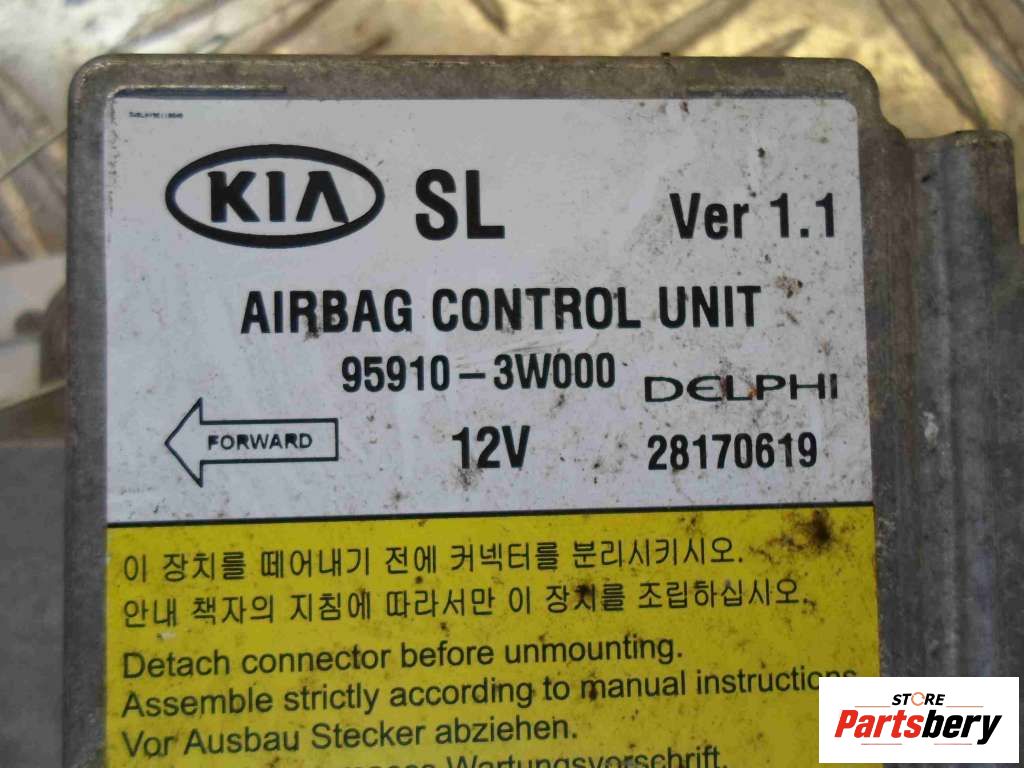 KIA SL Ver 1.1
AIRBAG CONTROL UNIT
95910-3W000 DELPHI
FORWARD 12V 28170619
이 장치를 떼어내기 전에 커넥터를 분리시키시오.
안내 책자의 지침에 따라서만 이 장치를 조립하십시오.
Detach connector before unmounting.
Assemble strictly according to manual instructions
Vor Ausbau Stecker abziehen.
Wartungsvorschrift.
STORE
Partsbery